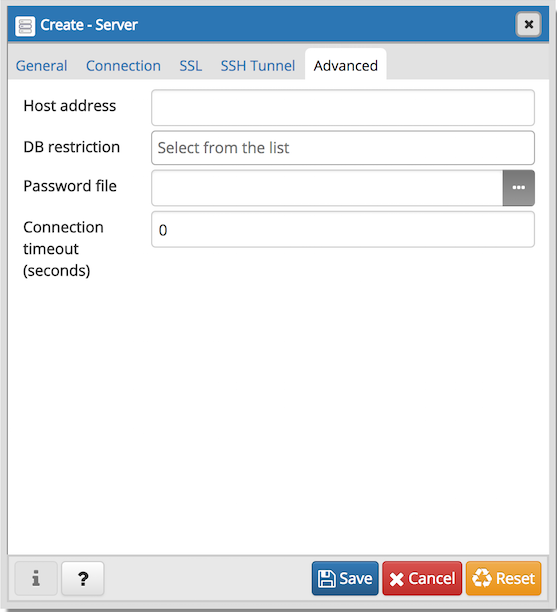 Create - Server
General Connection SSL SSH Tunnel Advanced
Host address
DB restriction Select from the list
Password file ...
Connection
timeout
(seconds) 0
i ? Save Cancel Reset